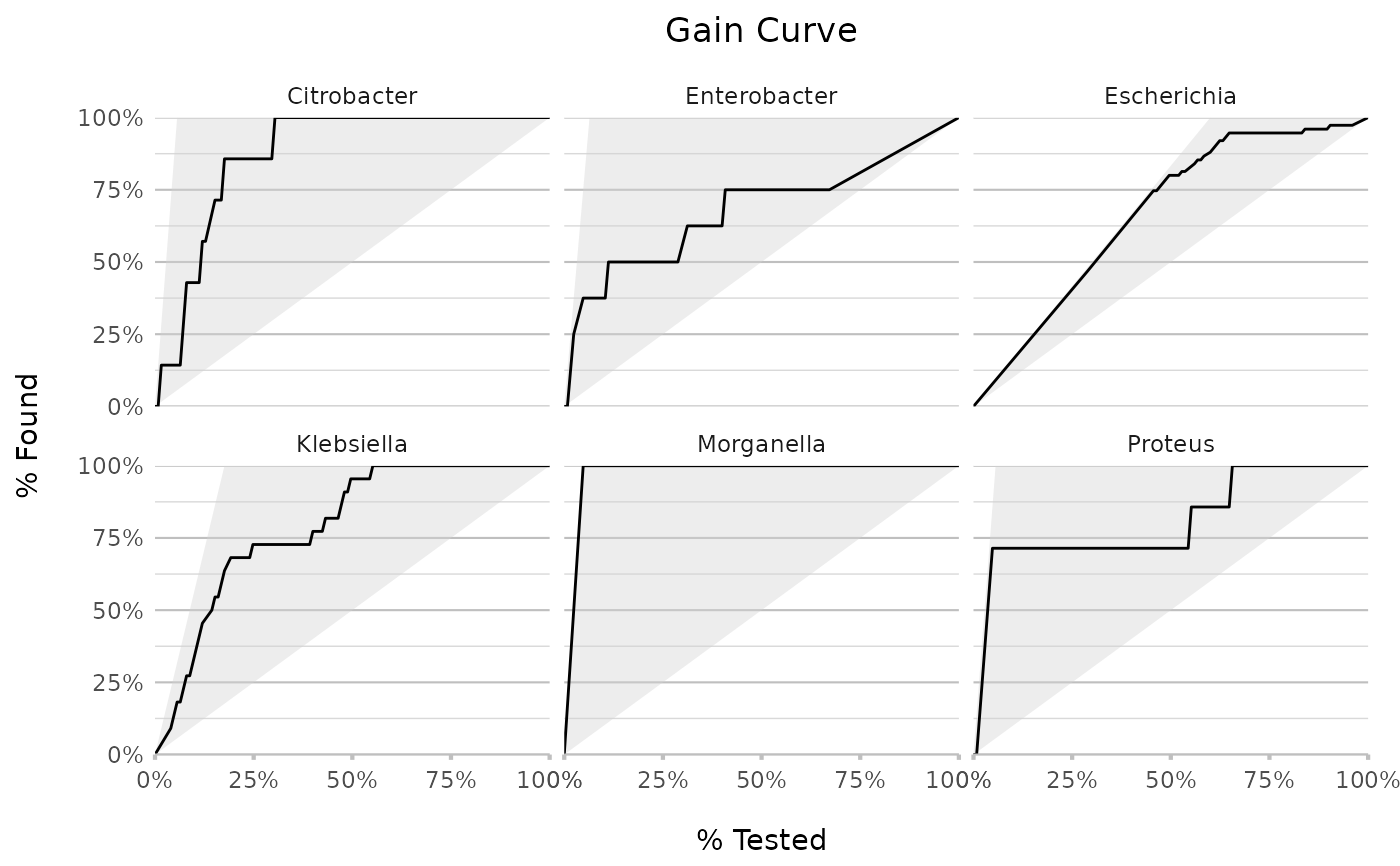 Gain Curve
Citrobacter Enterobacter Escherichia
100%
75%
50%
25%
0%
Klebsiella Morganella Proteus
100%
75%
50%
25%
0%
0% 25% 50% 75% 100% 0% 25% 50% 75% 100% 0% 25% 50% 75% 100%
% Tested
% Found